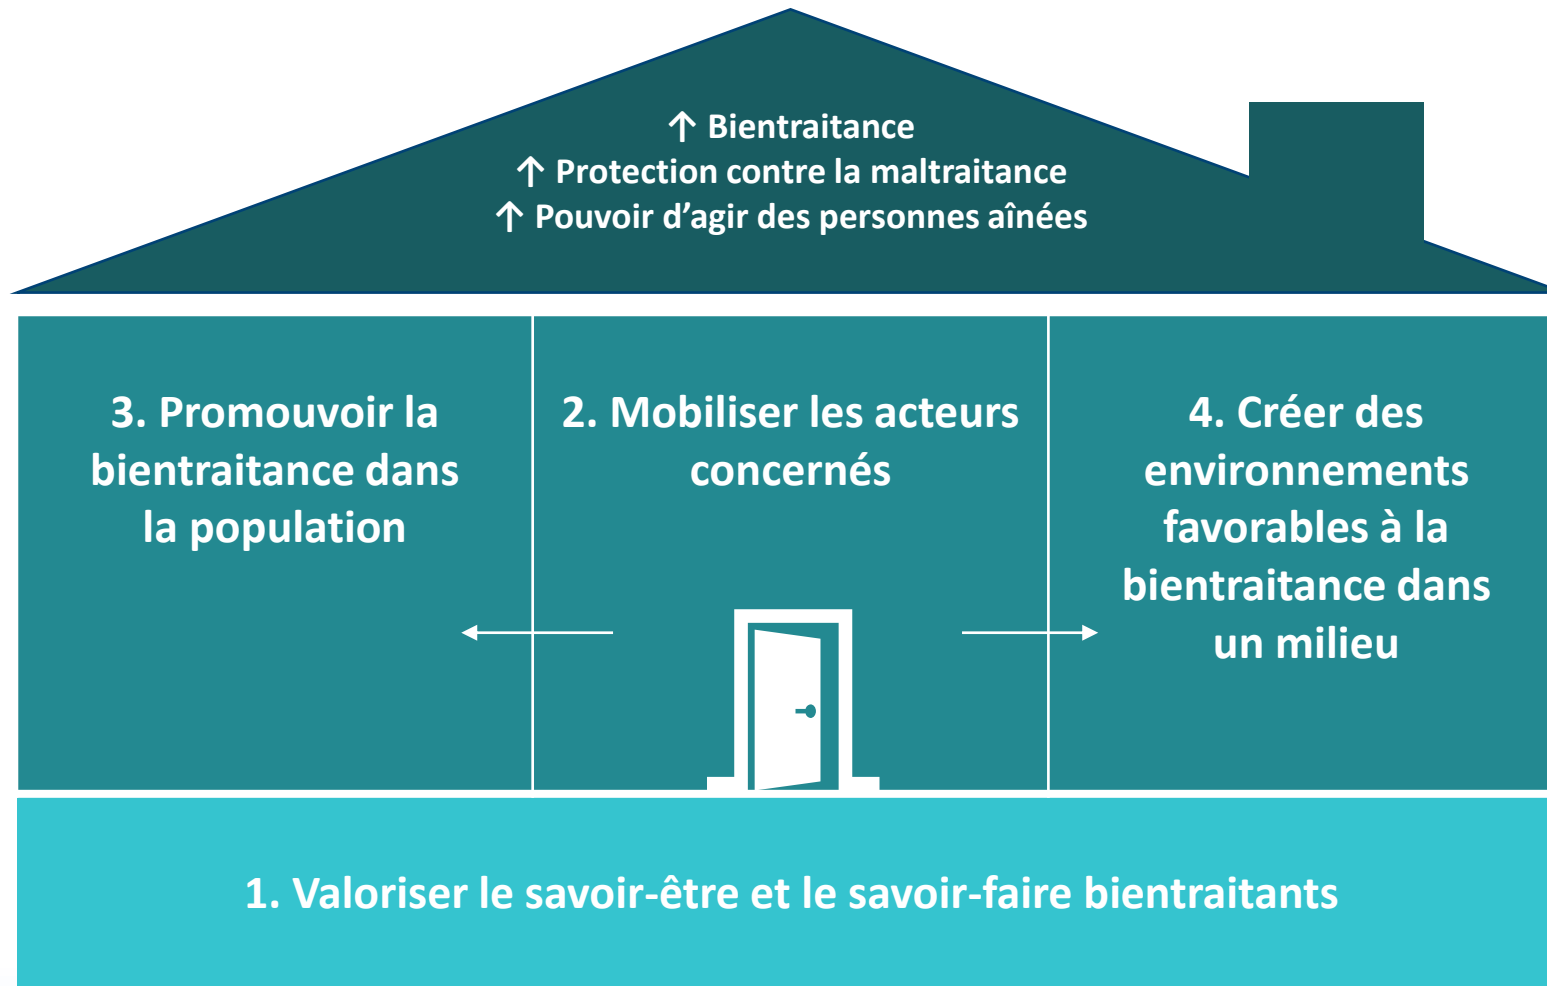 ↑ Bientraitance
↑ Protection contre la maltraitance
↑ Pouvoir d’agir des personnes aînées
3. Promouvoir la
bientraitance dans
la population
2. Mobiliser les acteurs
concernés
4. Créer des
environnements
favorables à la
bientraitance dans
un milieu
1. Valoriser le savoir-être et le savoir-faire bientraitants